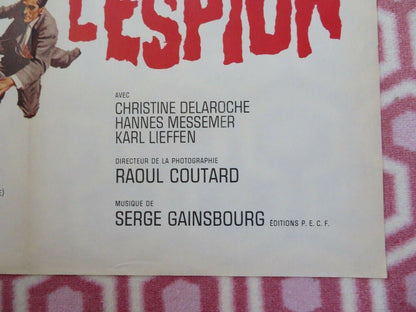 L'ESPION
AVEC
CHRISTINE DELAROCHE
HANNES MESSEMER
KARL LIEFFEN
DIRECTEUR DE LA PHOTOGRAPHIE
RAOUL COUTARD
MUSIQUE DE
SERGE GAINSBOURG ÉDITIONS P. E. C. F.